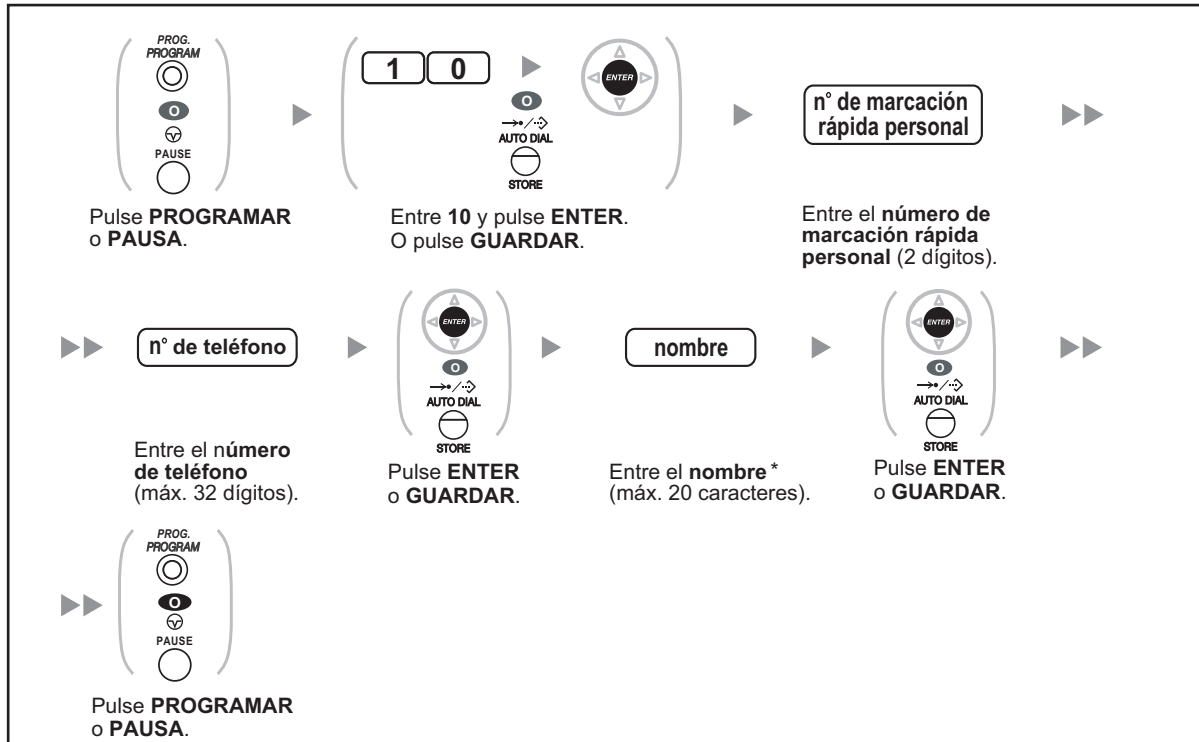 PROG.
PROGRAM
O
PAUSE
Pulse PROGRAMAR
o PAUSA.
1 0
O
AUTO DIAL
STORE
ENTER
Entre 10 y pulse ENTER.
O pulse GUARDAR.
n° de marcación
rápida personal
Entre el número de
marcación rápida
personal (2 dígitos).
n° de teléfono
Entre el número
de teléfono
(máx. 32 dígitos).
ENTER
O
AUTO DIAL
STORE
Pulse ENTER
o GUARDAR.
nombre
Entre el nombre *
(máx. 20 caracteres).
ENTER
O
AUTO DIAL
STORE
Pulse ENTER
o GUARDAR.
PROG.
PROGRAM
O
PAUSE
Pulse PROGRAMAR
o PAUSA.